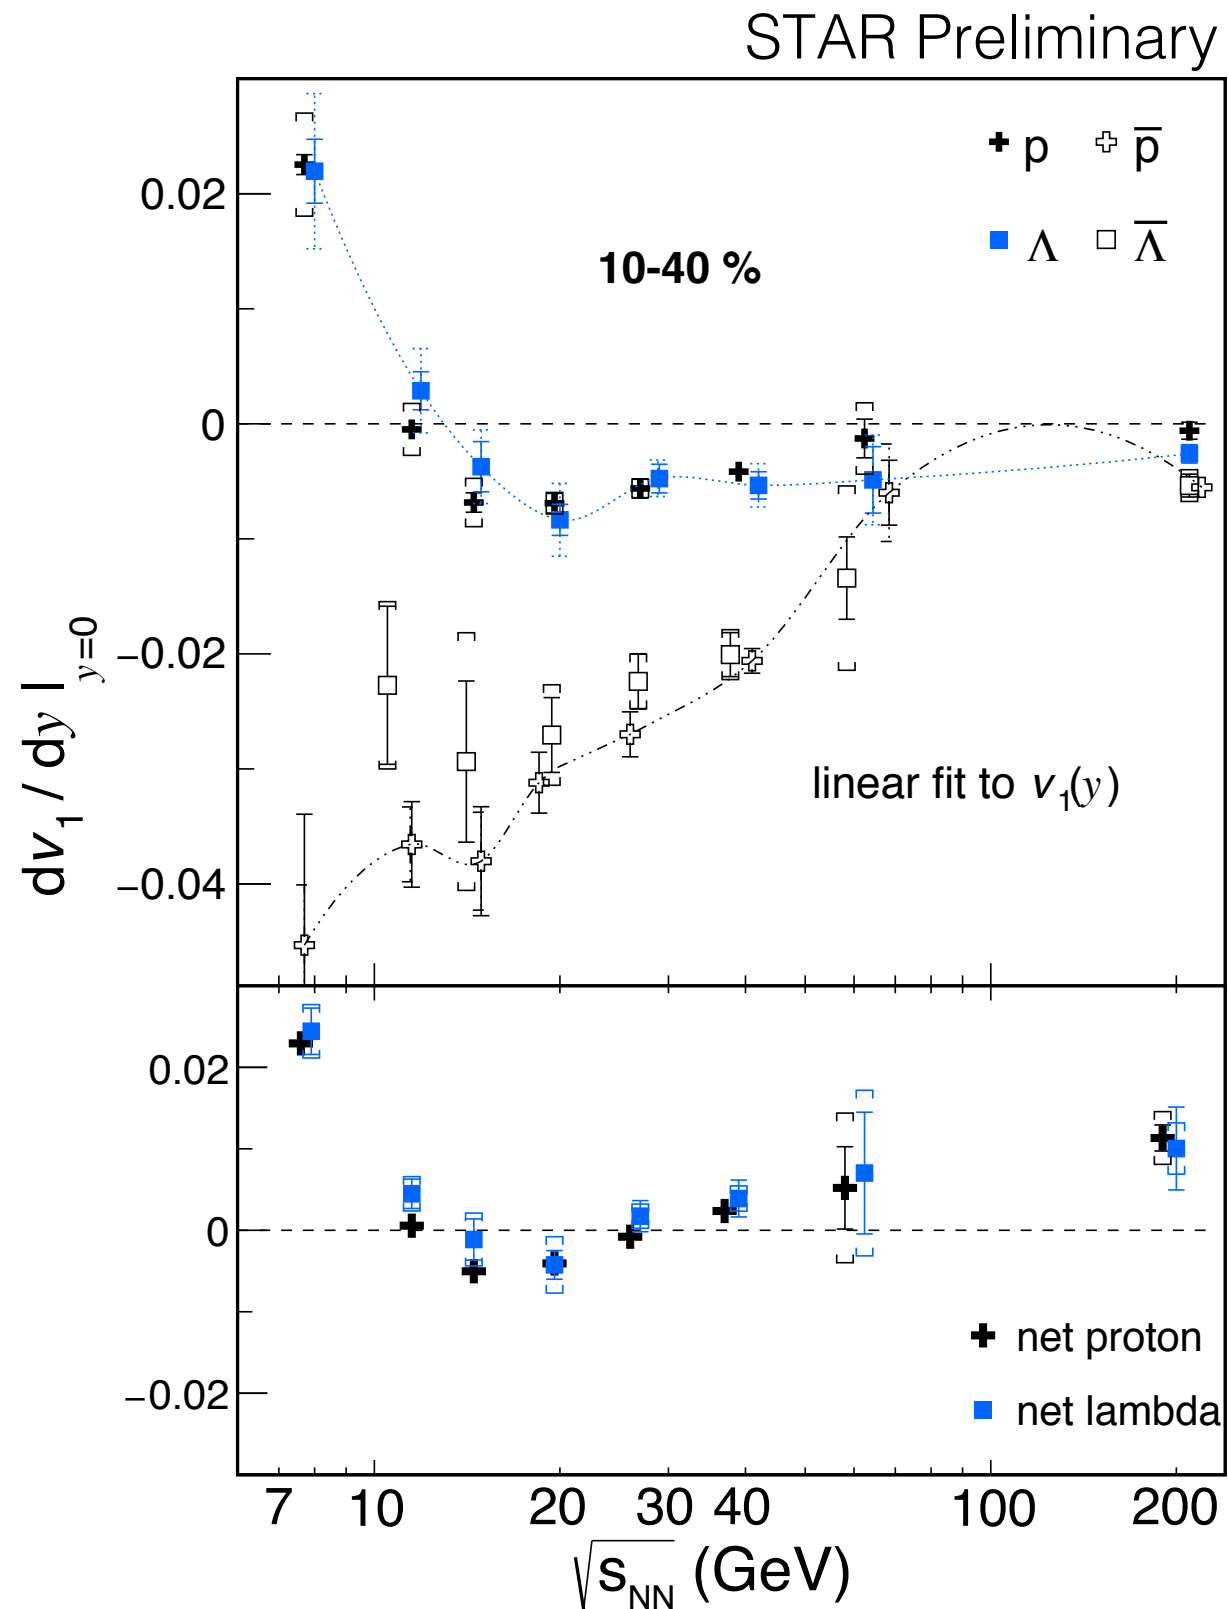 STAR Preliminary
p p̅
Λ Λ̅
10-40 %
0.02
0
−0.02
−0.04
dv₁ / dy |y=0
linear fit to v₁(y)
0.02
0
−0.02
net proton
net lambda
7 10 20 30 40 100 200
√sNN (GeV)